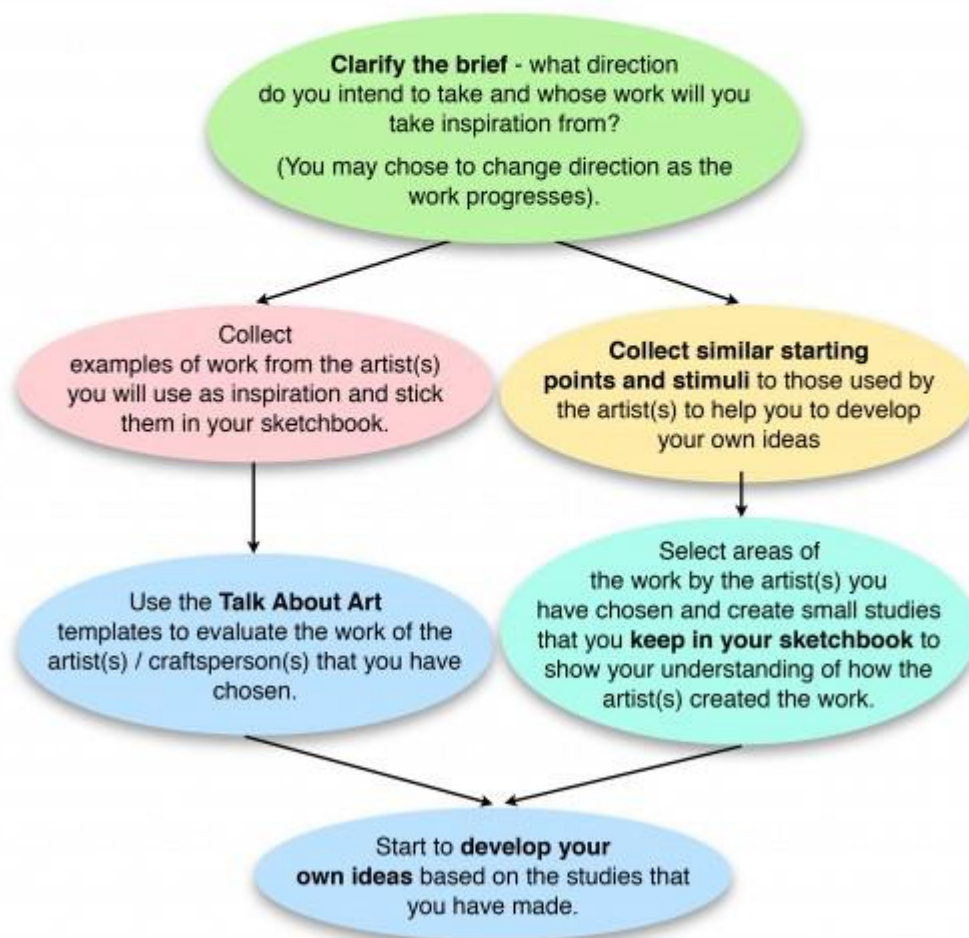 Clarify the brief - what direction
do you intend to take and whose work will you
take inspiration from?
(You may chose to change direction as the
work progresses).
Collect
examples of work from the artist(s)
you will use as inspiration and stick
them in your sketchbook.
Collect similar starting
points and stimuli to those used by
the artist(s) to help you to develop
your own ideas
Use the Talk About Art
templates to evaluate the work of the
artist(s) / craftsperson(s) that you have
chosen.
Select areas of
the work by the artist(s) you
have chosen and create small studies
that you keep in your sketchbook to
show your understanding of how the
artist(s) created the work.
Start to develop your
own ideas based on the studies that
you have made.